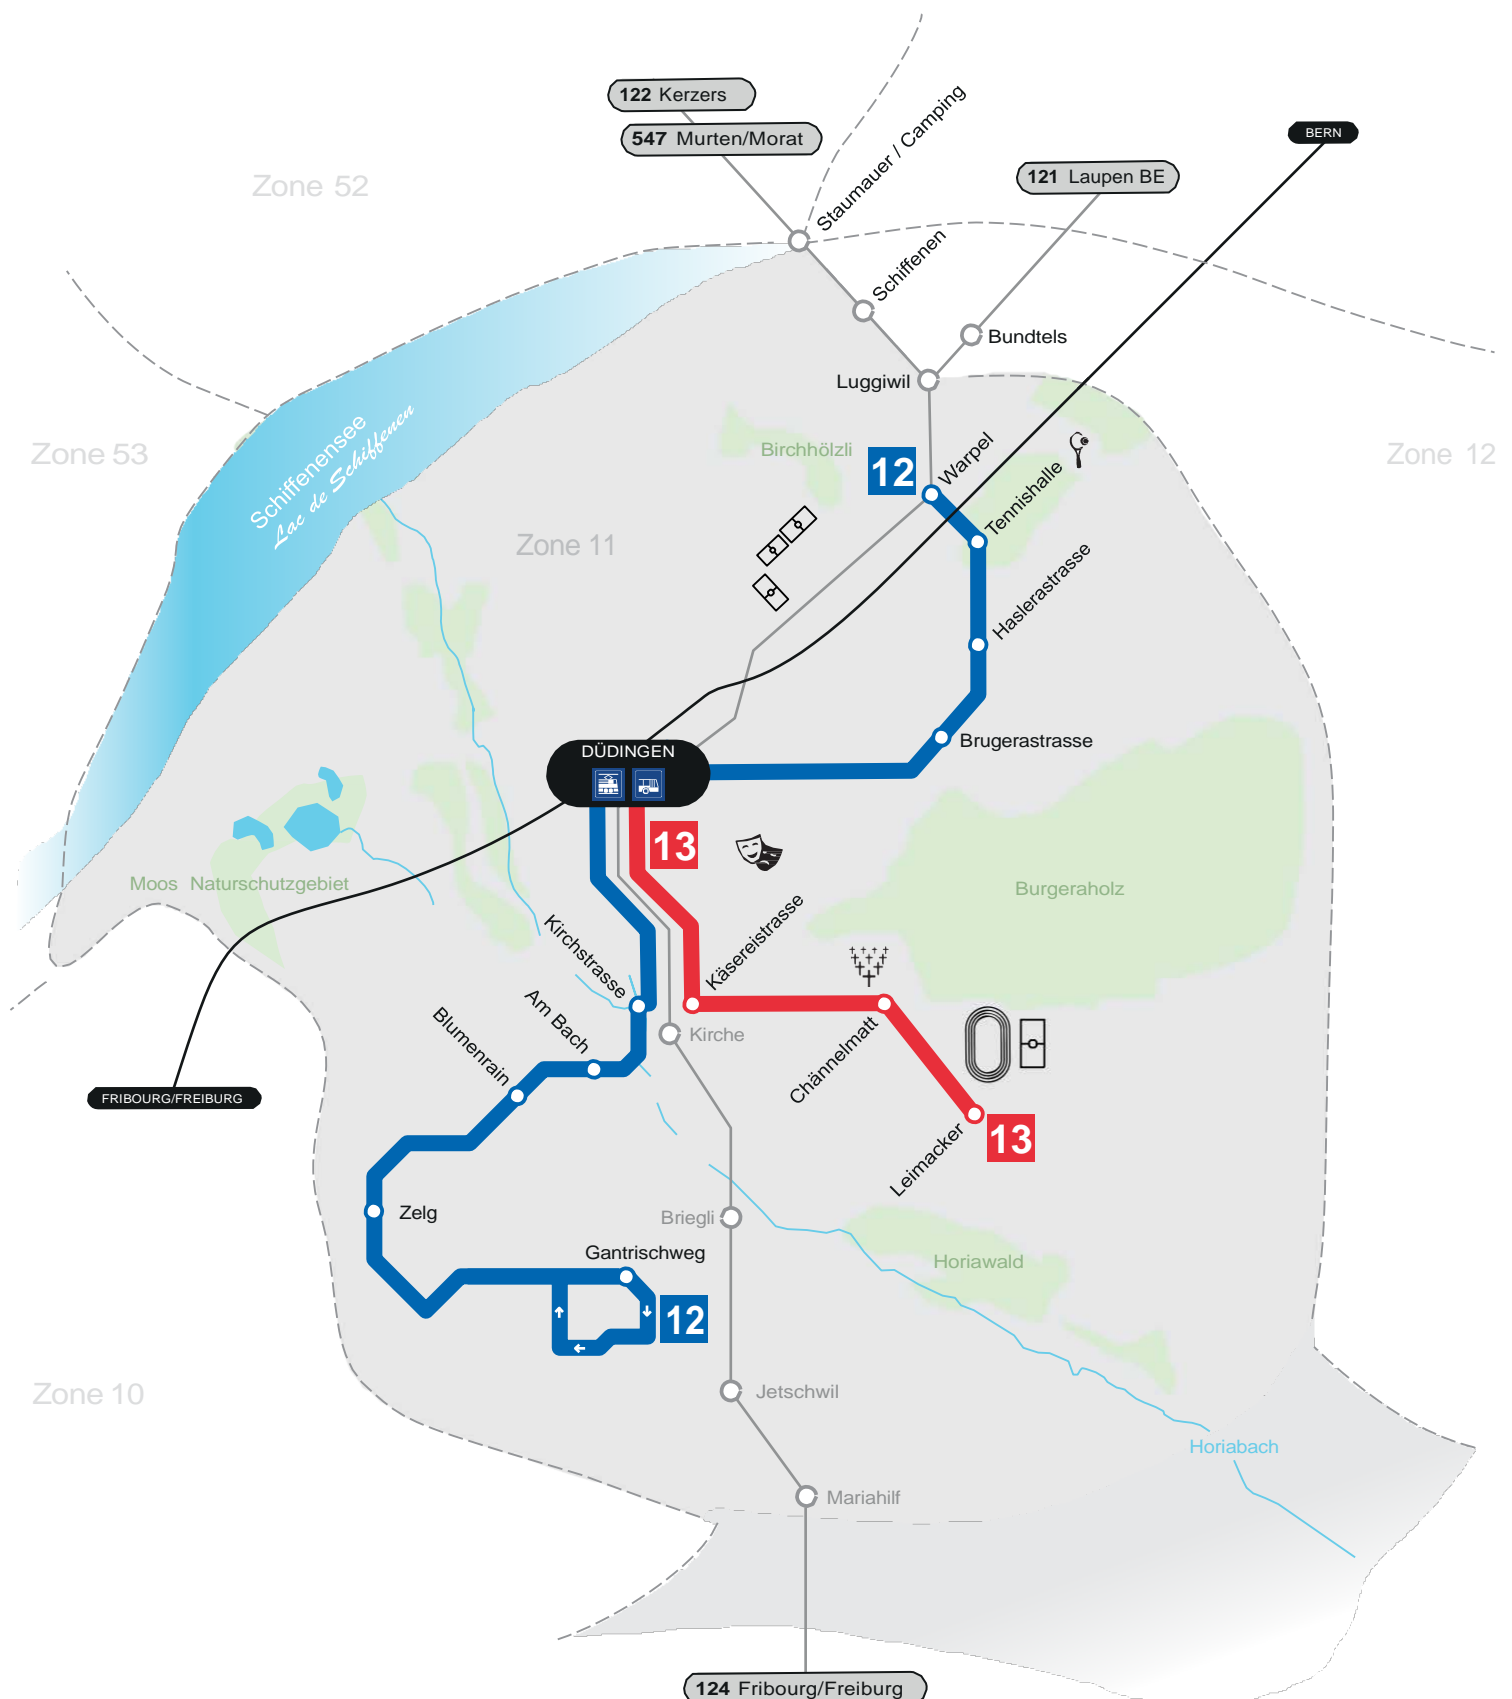 122 Kerzers
547 Murten/Morat
Staumauer / Camping
BERN
121 Laupen BE
Zone 52
Schiffenen
Bundtels
Luggiwil
Zone 53
Schiffenensee
Lac de Schiffenen
Birchhölzli
12
Warpel
Tennishalle
Zone 12
Zone 11
Haslerastrasse
Brugerastrasse
DÜDINGEN
13
Moos Naturschutzgebiet
Burgeraholz
Käsereistrasse
Kirchstrasse
Am Bach
Blumenrain
Kirche
Chännelmatt
FRIBOURG/FREIBURG
13
Leimacker
Zelg
Briegli
Gantrischweg
Horiawald
12
Zone 10
Jetschwil
Horiabach
Mariahilf
124 Fribourg/Freiburg